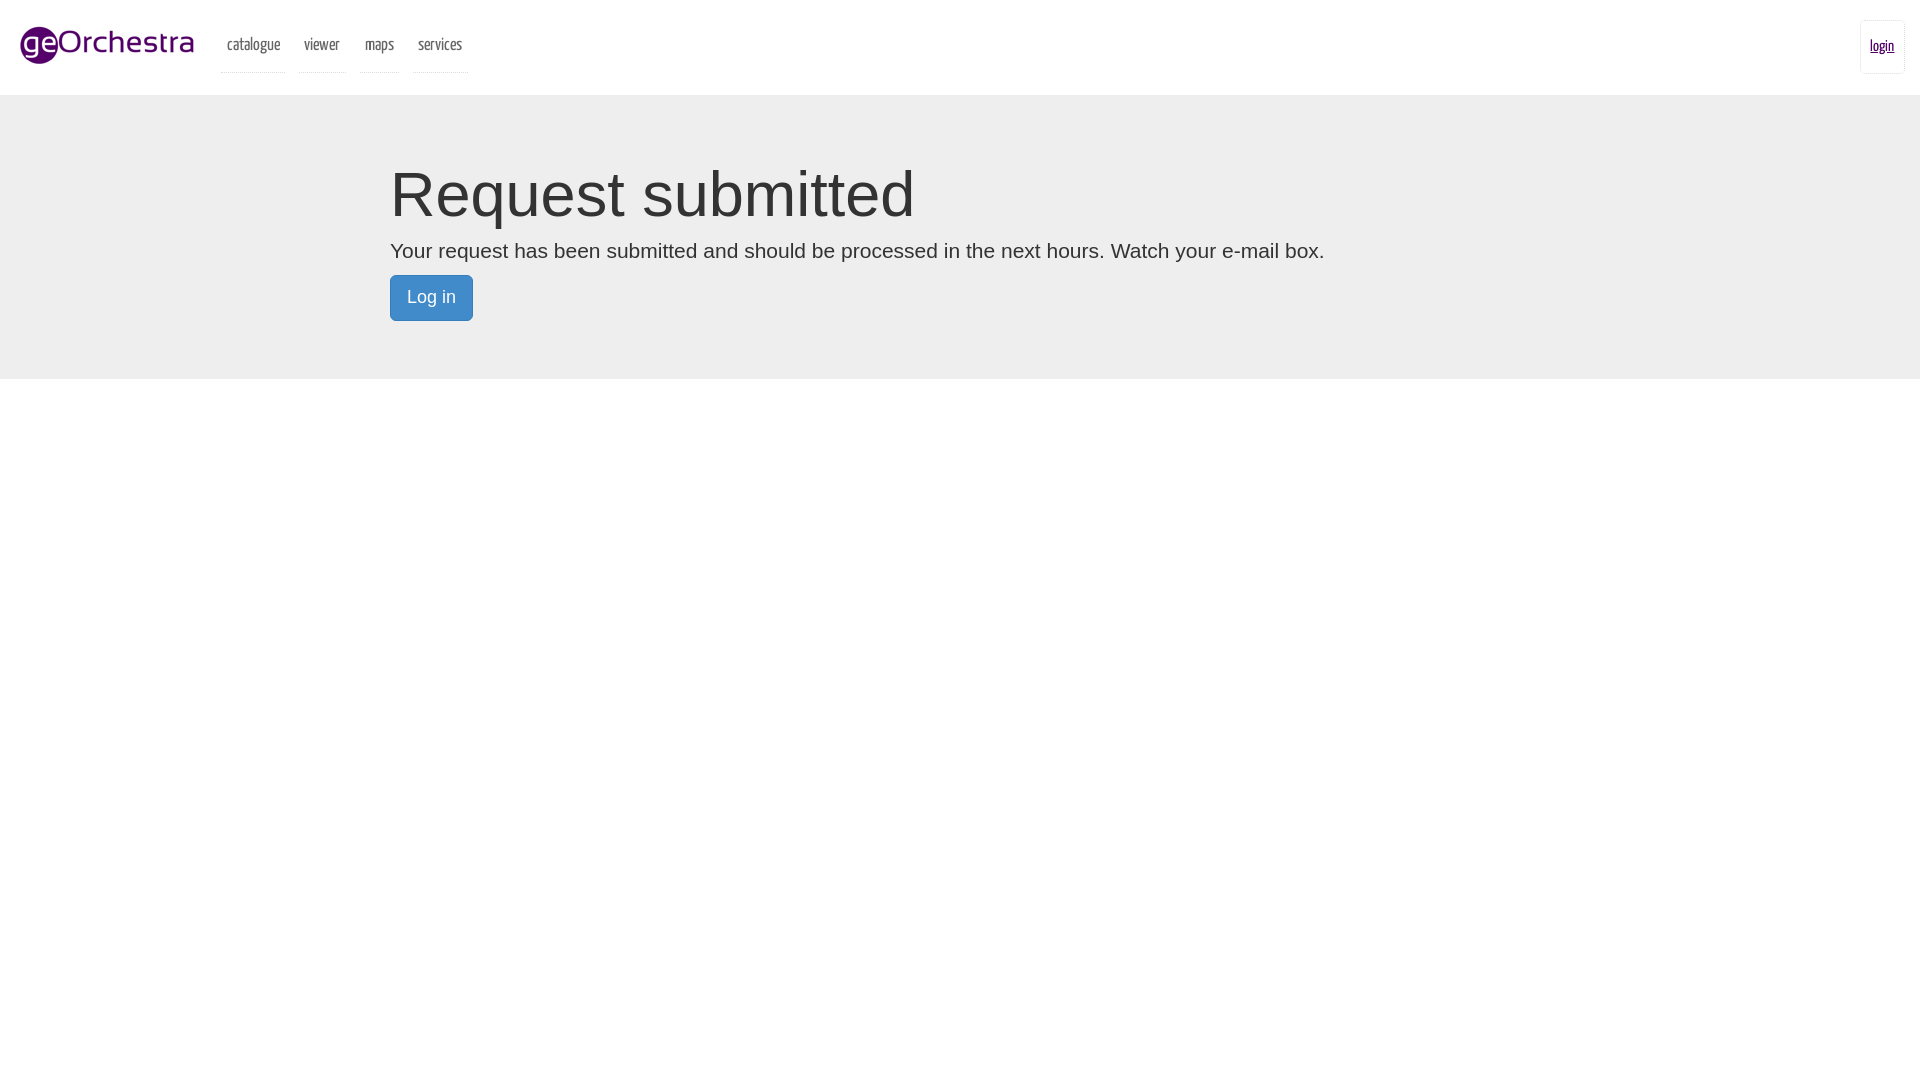 geOrchestra catalogue viewer maps services login
Request submitted
Your request has been submitted and should be processed in the next hours. Watch your e-mail box.
Log in